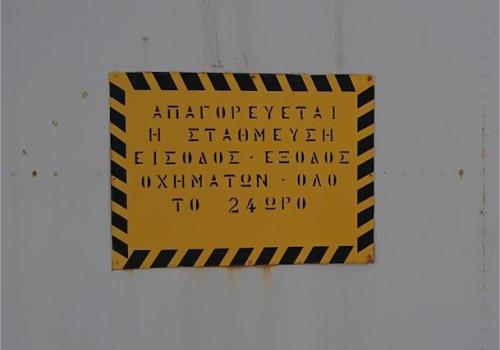 ΑΠΑΓΟΡΕΥΕΤΑΙ
Η ΣΤΑΘΜΕΥΣΗ
ΕΙΣΟΔΟΣ · ΕΞΟΔΟΣ
ΟΧΗΜΑΤΩΝ · ΟΛΟ
ΤΟ 24ΩΡΟ